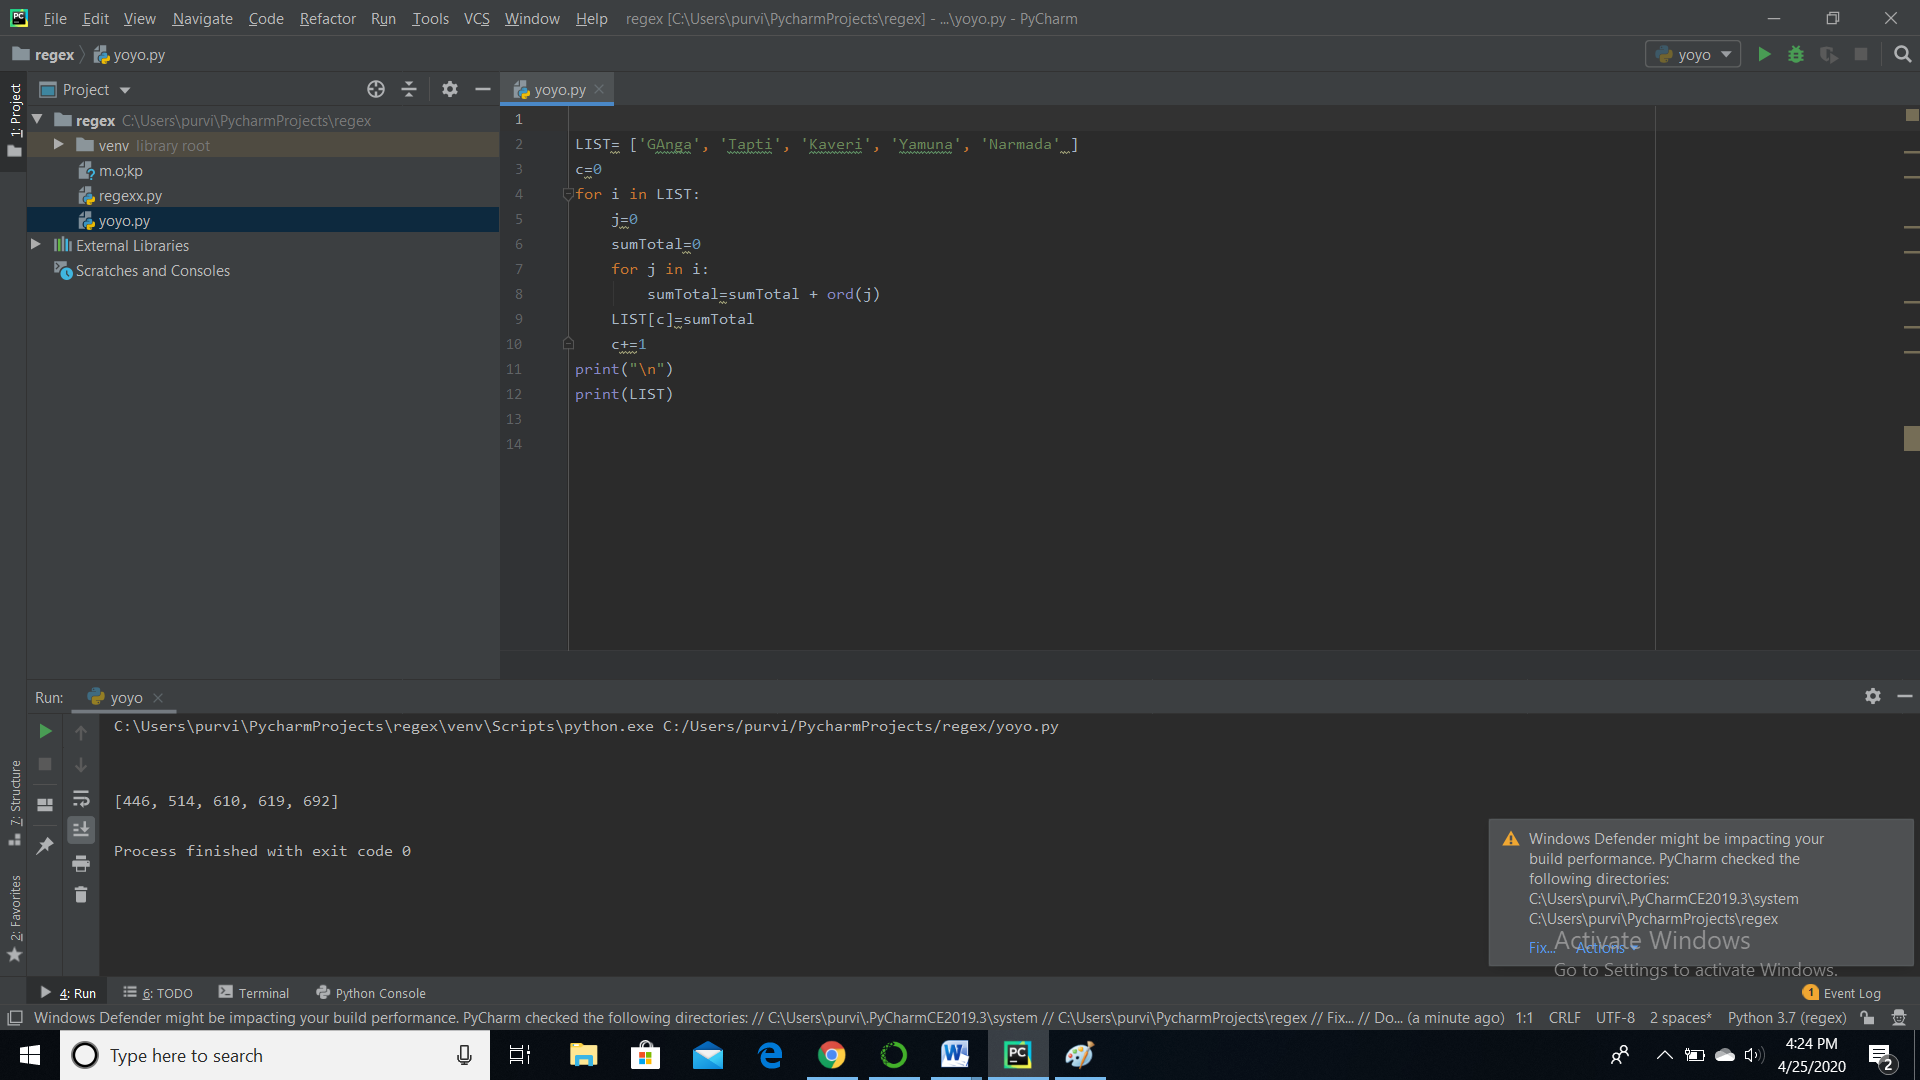 File Edit View Navigate Code Refactor Run Tools VCS Window Help regex [C:\Users\purvi\PycharmProjects\regex] - ...\yoyo.py - PyCharm
regex yoyo.py
yoyo
1: Project
Project
yoyo.py
regex C:\Users\purvi\PycharmProjects\regex
venv library root
m.o;kp
regexx.py
yoyo.py
External Libraries
Scratches and Consoles
1
2 LIST= ['GAnga', 'Tapti', 'Kaveri', 'Yamuna', 'Narmada' ]
3 c=0
4 for i in LIST:
5 j=0
6 sumTotal=0
7 for j in i:
8 sumTotal=sumTotal + ord(j)
9 LIST[c]=sumTotal
10 c+=1
11 print("\n")
12 print(LIST)
13
14
Run: yoyo
C:\Users\purvi\PycharmProjects\regex\venv\Scripts\python.exe C:/Users/purvi/PycharmProjects/regex/yoyo.py
[446, 514, 610, 619, 692]
Process finished with exit code 0
7: Structure
2: Favorites
Windows Defender might be impacting your
build performance. PyCharm checked the
following directories:
C:\Users\purvi\.PyCharmCE2019.3\system
C:\Users\purvi\PycharmProjects\regex
Fix... Actions
Activate Windows
Go to Settings to activate Windows.
4: Run 6: TODO Terminal Python Console
1 Event Log
Windows Defender might be impacting your build performance. PyCharm checked the following directories: // C:\Users\purvi\.PyCharmCE2019.3\system // C:\Users\purvi\PycharmProjects\regex // Fix... // Do... (a minute ago) 1:1 CRLF UTF-8 2 spaces* Python 3.7 (regex)
Type here to search
4:24 PM
4/25/2020
2